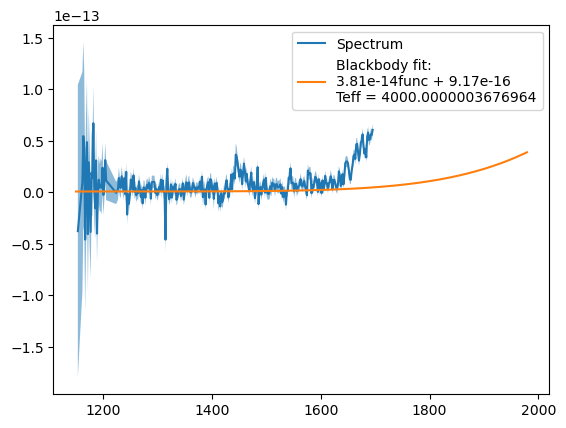 1e−13
1.5
1.0
0.5
0.0
−0.5
−1.0
−1.5
1200 1400 1600 1800 2000
Spectrum
Blackbody fit:
3.81e-14func + 9.17e-16
Teff = 4000.0000003676964